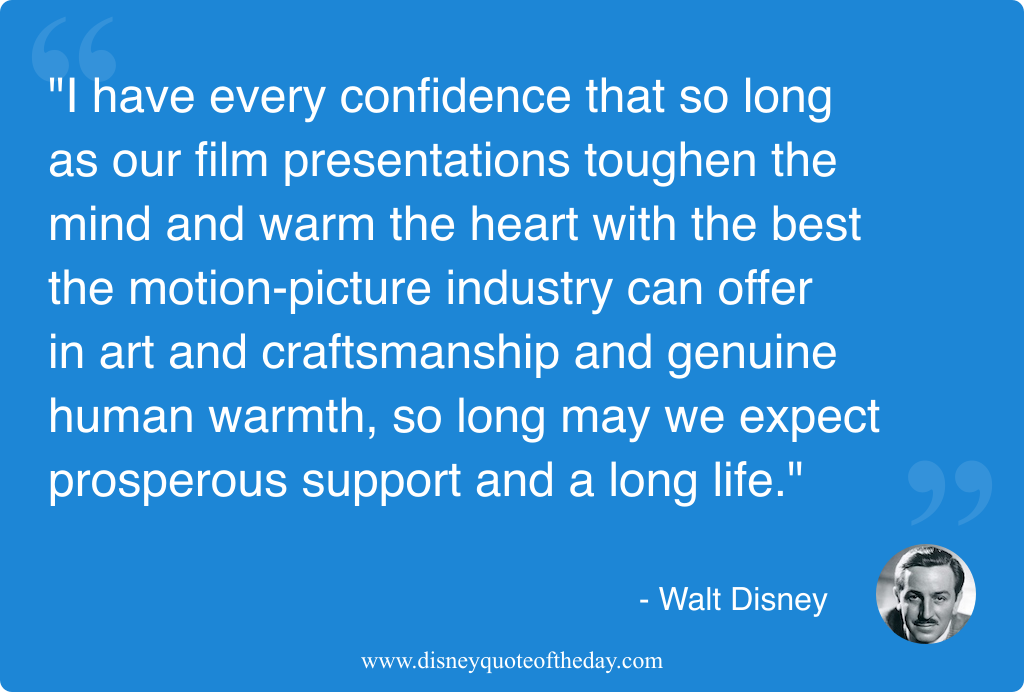 "I have every confidence that so long
as our film presentations toughen the
mind and warm the heart with the best
the motion-picture industry can offer
in art and craftsmanship and genuine
human warmth, so long may we expect
prosperous support and a long life."
- Walt Disney
www.disneyquoteoftheday.com